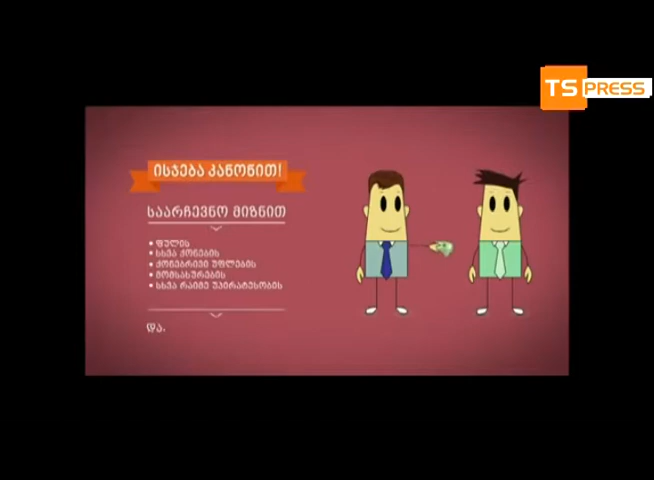 TS PRESS
ისჯება კანონით!
საარჩევნო მიზნით
• ფულის
• სხვა ქონების
• ქონებრივი უფლების
• მომსახურების
• სხვა რაიმე უპირატესობის
და.